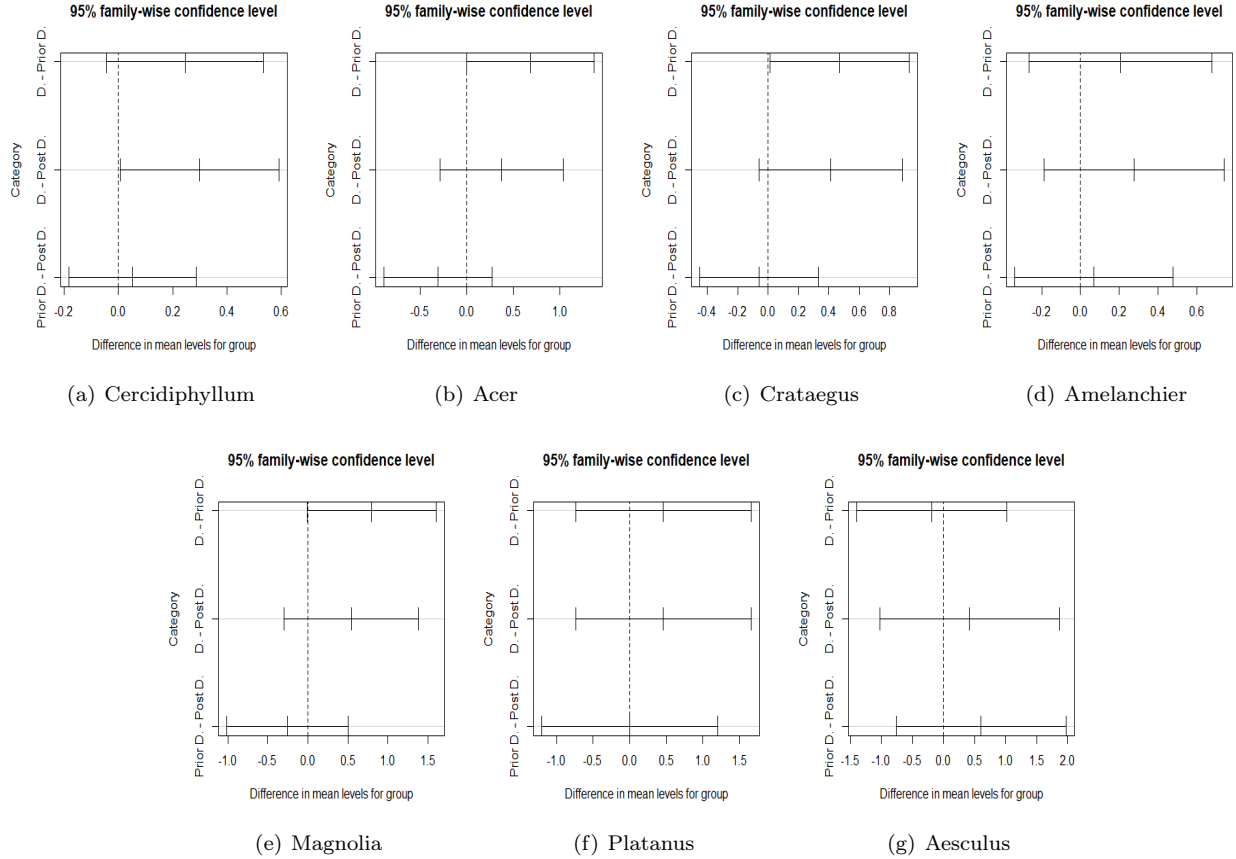 95% family-wise confidence level
Category
D. - Prior D.
D. - Post D.
Prior D. - Post D.
-0.2 0.0 0.2 0.4 0.6
Difference in mean levels for group
(a) Cercidiphyllum
95% family-wise confidence level
Category
D. - Prior D.
D. - Post D.
Prior D. - Post D.
-0.5 0.0 0.5 1.0
Difference in mean levels for group
(b) Acer
95% family-wise confidence level
Category
D. - Prior D.
D. - Post D.
Prior D. - Post D.
-0.4 -0.2 0.0 0.2 0.4 0.6 0.8
Difference in mean levels for group
(c) Crataegus
95% family-wise confidence level
Category
D. - Prior D.
D. - Post D.
Prior D. - Post D.
-0.2 0.0 0.2 0.4 0.6
Difference in mean levels for group
(d) Amelanchier
95% family-wise confidence level
Category
D. - Prior D.
D. - Post D.
Prior D. - Post D.
-1.0 -0.5 0.0 0.5 1.0 1.5
Difference in mean levels for group
(e) Magnolia
95% family-wise confidence level
Category
D. - Prior D.
D. - Post D.
Prior D. - Post D.
-1.0 -0.5 0.0 0.5 1.0 1.5
Difference in mean levels for group
(f) Platanus
95% family-wise confidence level
Category
D. - Prior D.
D. - Post D.
Prior D. - Post D.
-1.5 -1.0 -0.5 0.0 0.5 1.0 1.5 2.0
Difference in mean levels for group
(g) Aesculus